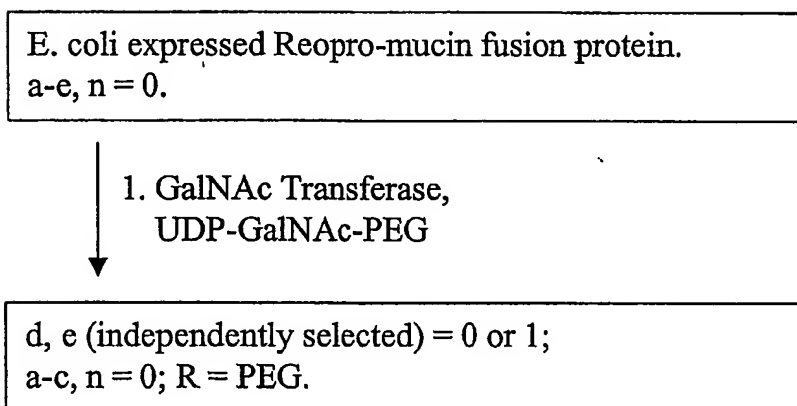 E. coli expressed Reopro-mucin fusion protein.
a-e, n = 0.
1. GalNAc Transferase,
UDP-GalNAc-PEG
d, e (independently selected) = 0 or 1;
a-c, n = 0; R = PEG.